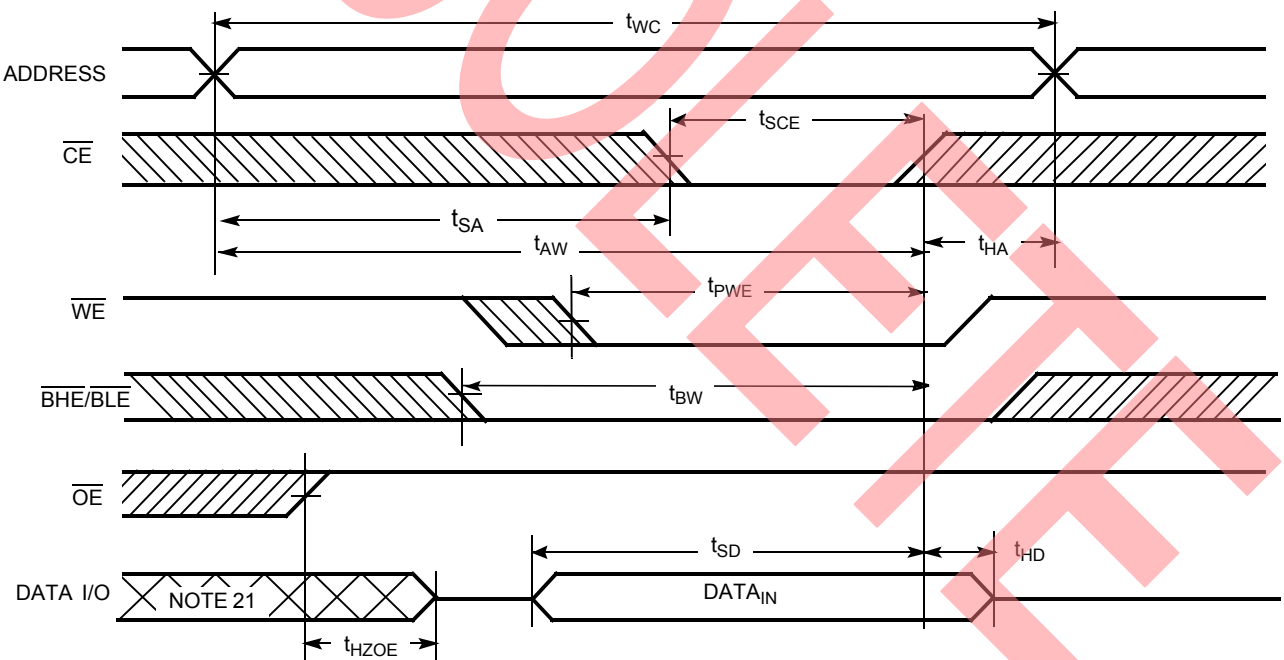 tWC
ADDRESS
tSCE
CE
tSA
tAW
tHA
tPWE
WE
tBW
BHE/BLE
OE
tSD
tHD
DATA I/O
NOTE 21
DATAIN
tHZOE